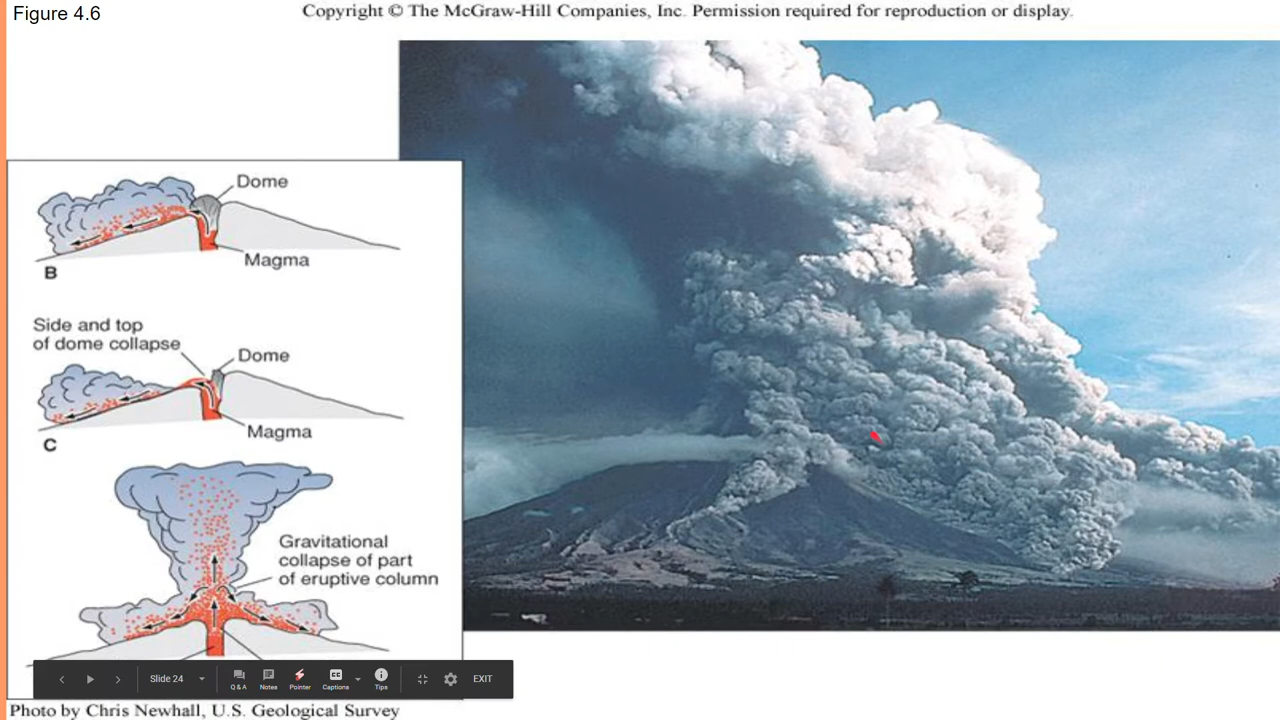 Figure 4.6
Copyright © The McGraw-Hill Companies, Inc. Permission required for reproduction or display.
Dome
Magma
B
Side and top
of dome collapse
Dome
Magma
C
Gravitational
collapse of part
of eruptive column
Slide 24
Q & A
Notes
Pointer
CC
Captions
Tips
EXIT
Photo by Chris Newhall, U.S. Geological Survey